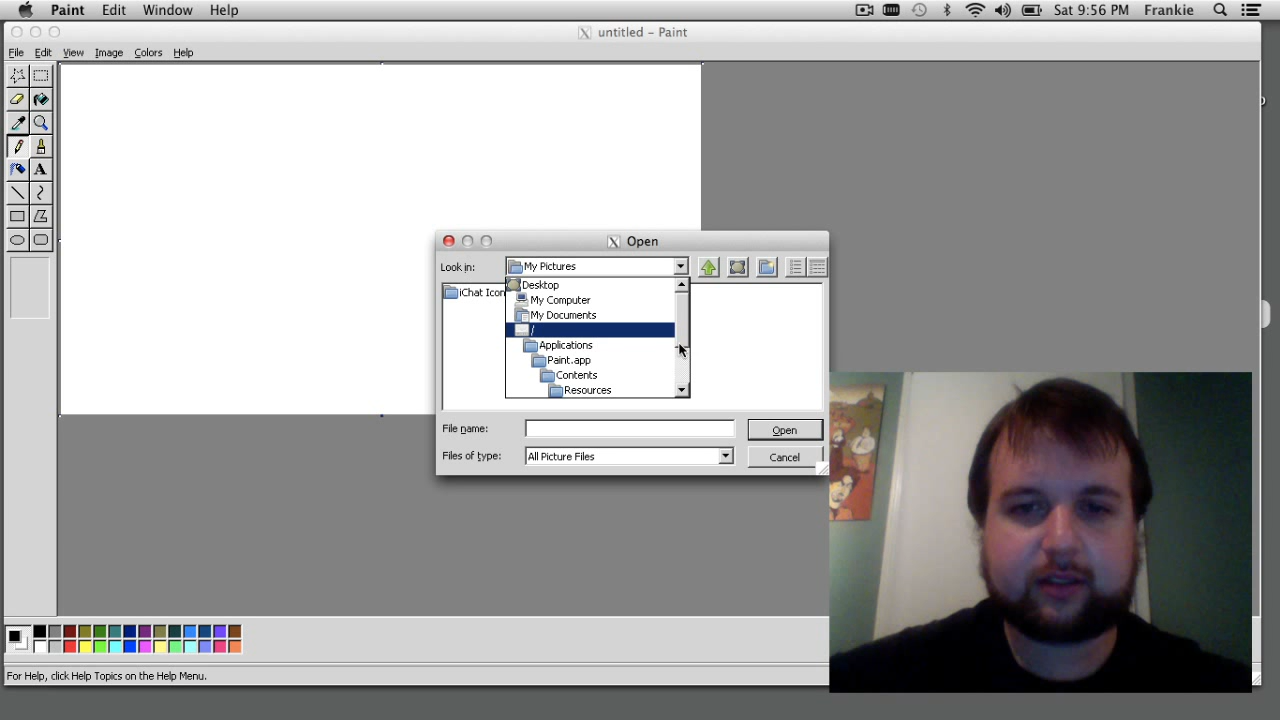 Paint Edit Window Help Sat 9:56 PM Frankie
untitled - Paint
File Edit View Image Colors Help
A
Open
Look in: My Pictures
Desktop
iChat Icon
My Computer
My Documents
/
Applications
Paint.app
Contents
Resources
File name: Open
Files of type: All Picture Files Cancel
For Help, click Help Topics on the Help Menu.